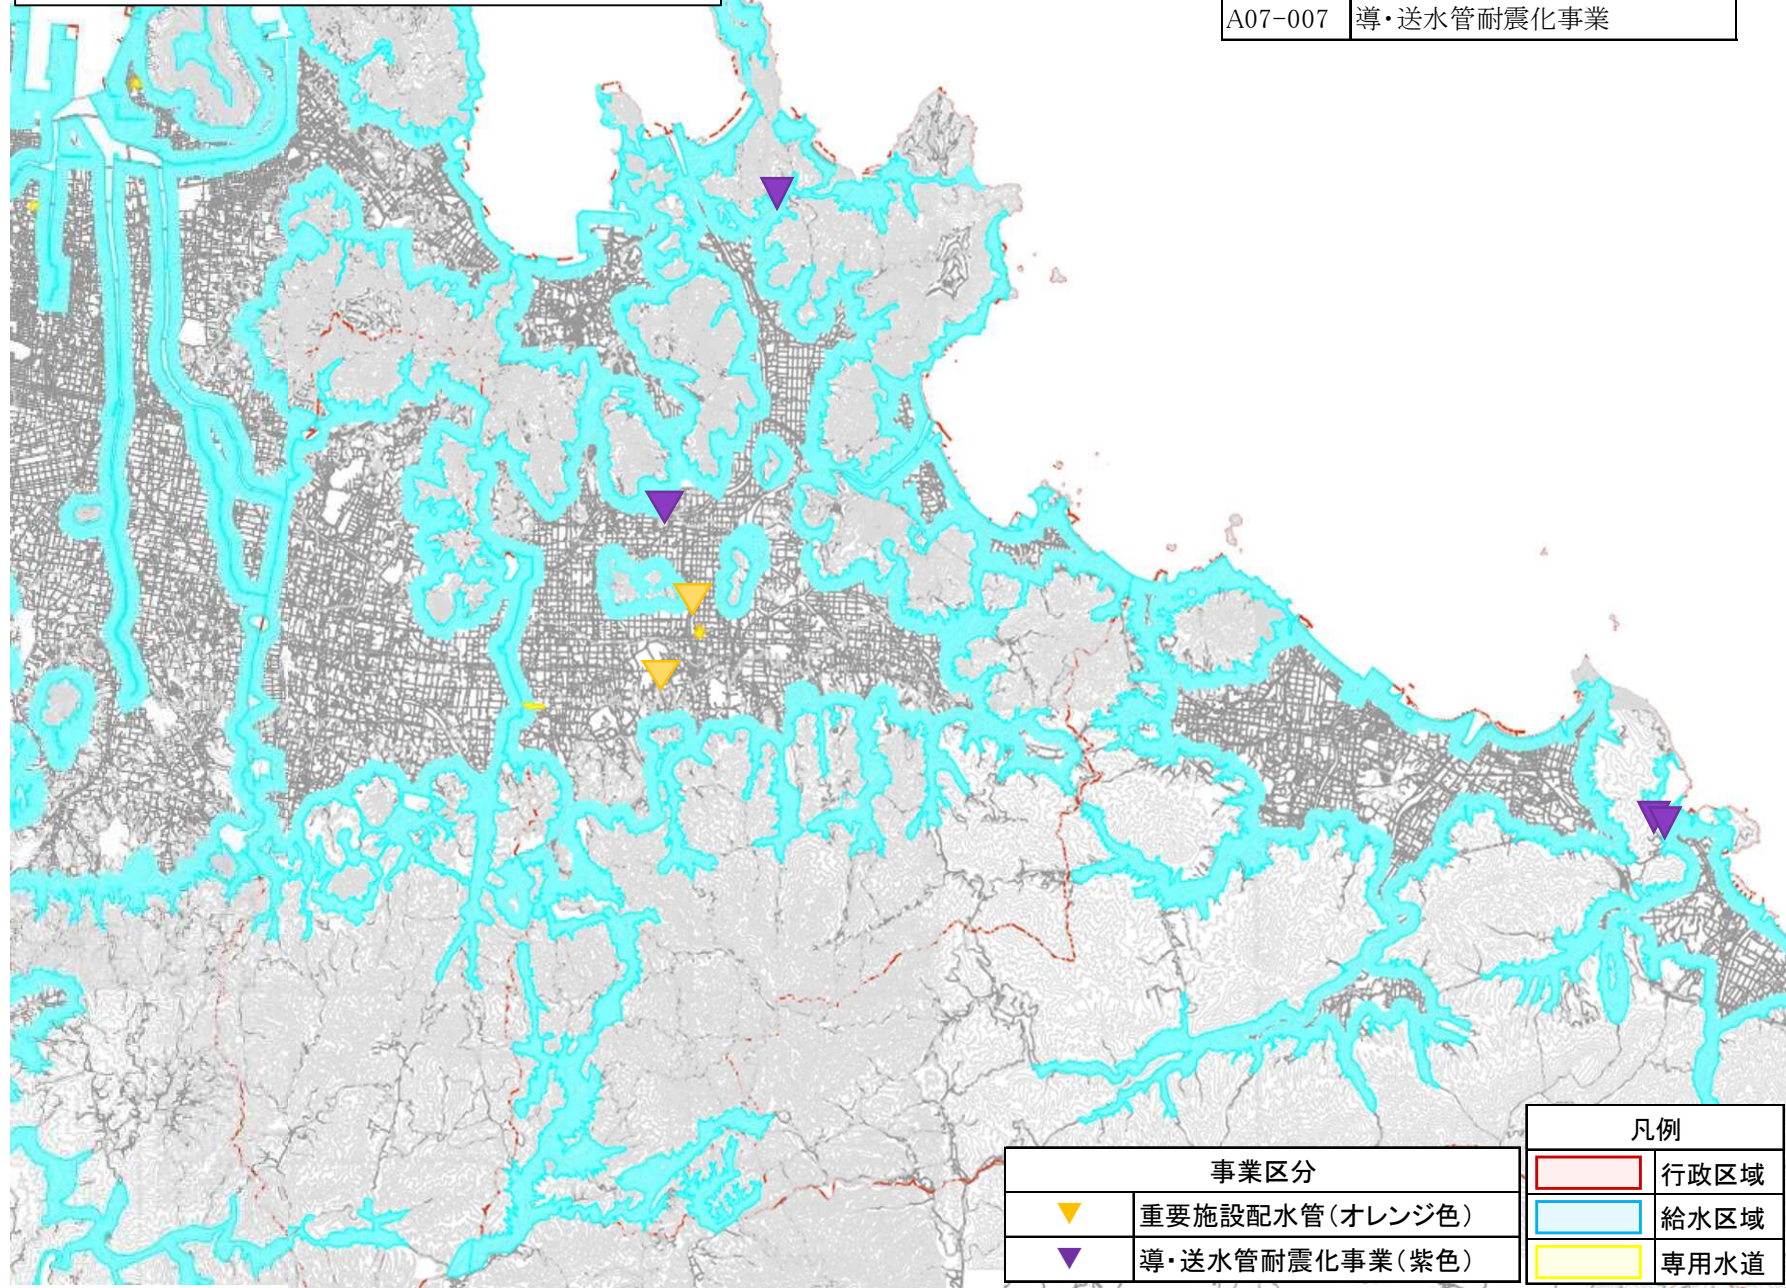 A07-007 導・送水管耐震化事業
事業区分
重要施設配水管(オレンジ色)
導・送水管耐震化事業(紫色)
凡例
行政区域
給水区域
専用水道